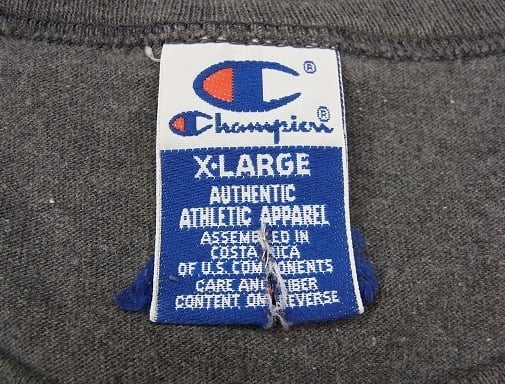 ®
Champion®
X·LARGE
AUTHENTIC
ATHLETIC APPAREL
ASSEMBLED IN
COSTA RICA
OF U.S. COMPONENTS
CARE AND FIBER
CONTENT ON REVERSE